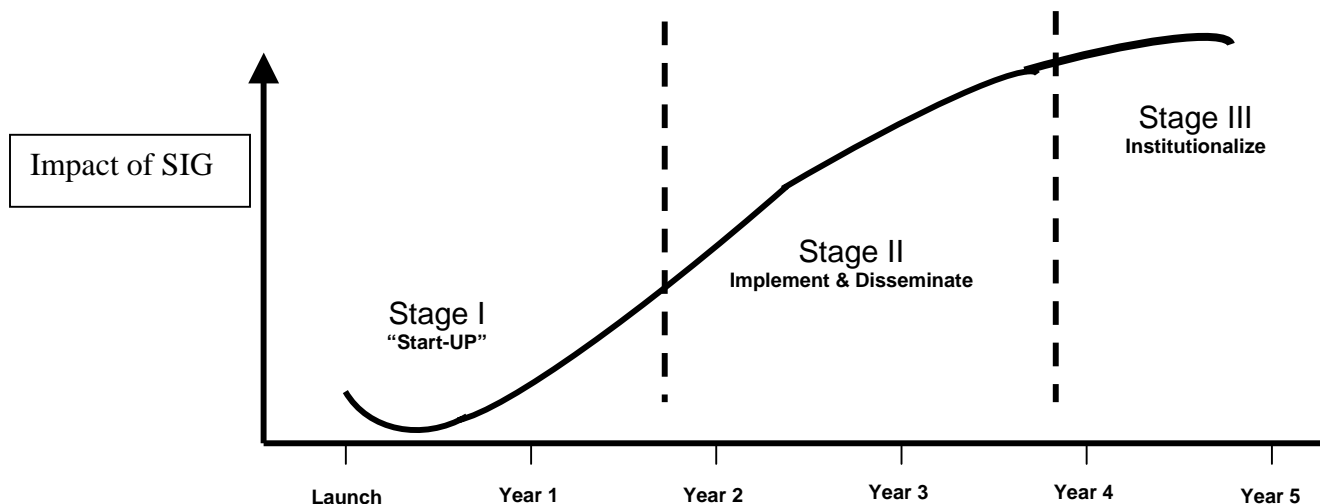 Impact of SIG
Stage I
“Start-UP”
Stage II
Implement & Disseminate
Stage III
Institutionalize
Launch
Year 1
Year 2
Year 3
Year 4
Year 5